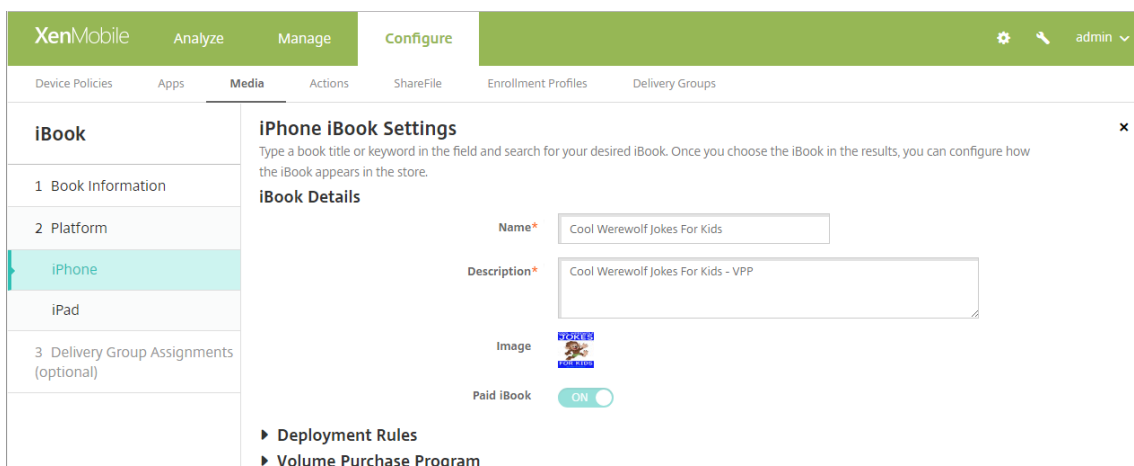 XenMobile Analyze Manage Configure admin
Device Policies Apps Media Actions ShareFile Enrollment Profiles Delivery Groups
iBook
1 Book Information
2 Platform
iPhone
iPad
3 Delivery Group Assignments
(optional)
iPhone iBook Settings
Type a book title or keyword in the field and search for your desired iBook. Once you choose the iBook in the results, you can configure how
the iBook appears in the store.
iBook Details
Name* Cool Werewolf Jokes For Kids
Description* Cool Werewolf Jokes For Kids - VPP
Image
JOKES
FOR KIDS
Paid iBook ON
Deployment Rules
Volume Purchase Program